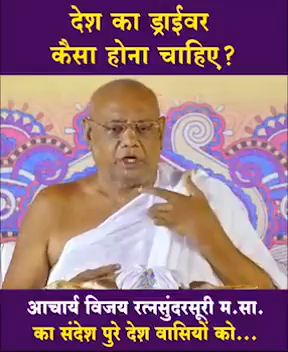 देश का ड्राईवर
कैसा होना चाहिए?
आचार्य विजय रत्नसुंदरसूरी म.सा.
का संदेश पुरे देश वासियों को...